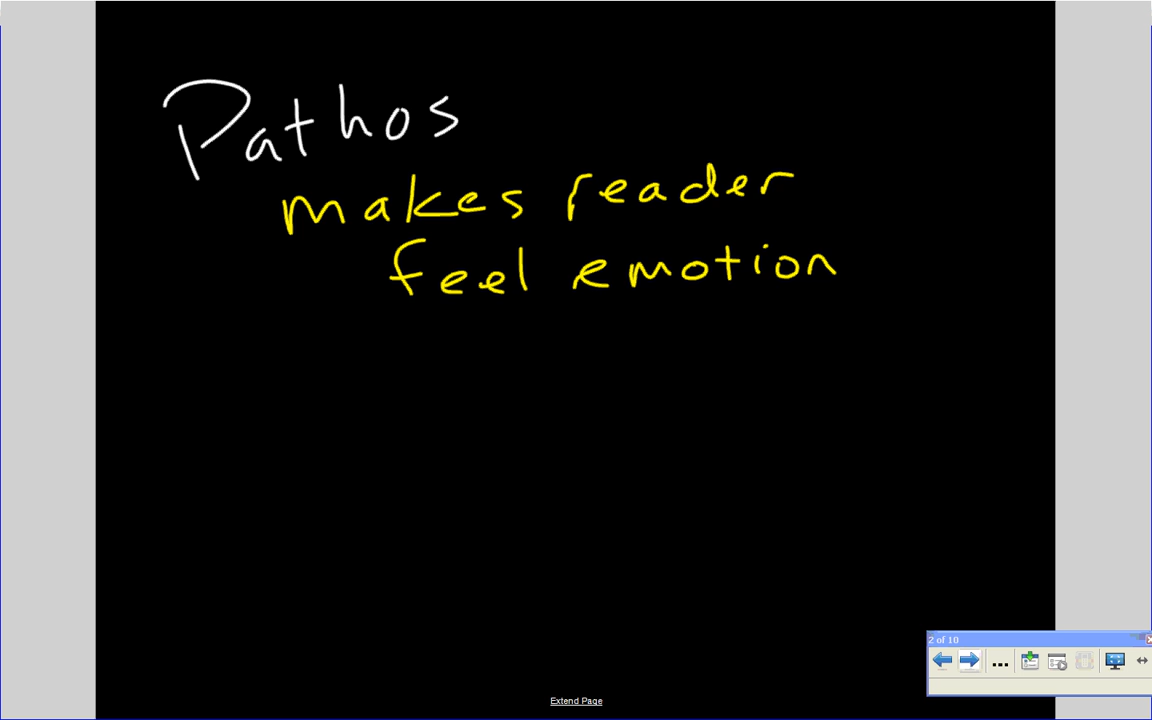 Pathos
makes reader
feel emotion
2 of 10
Extend Page